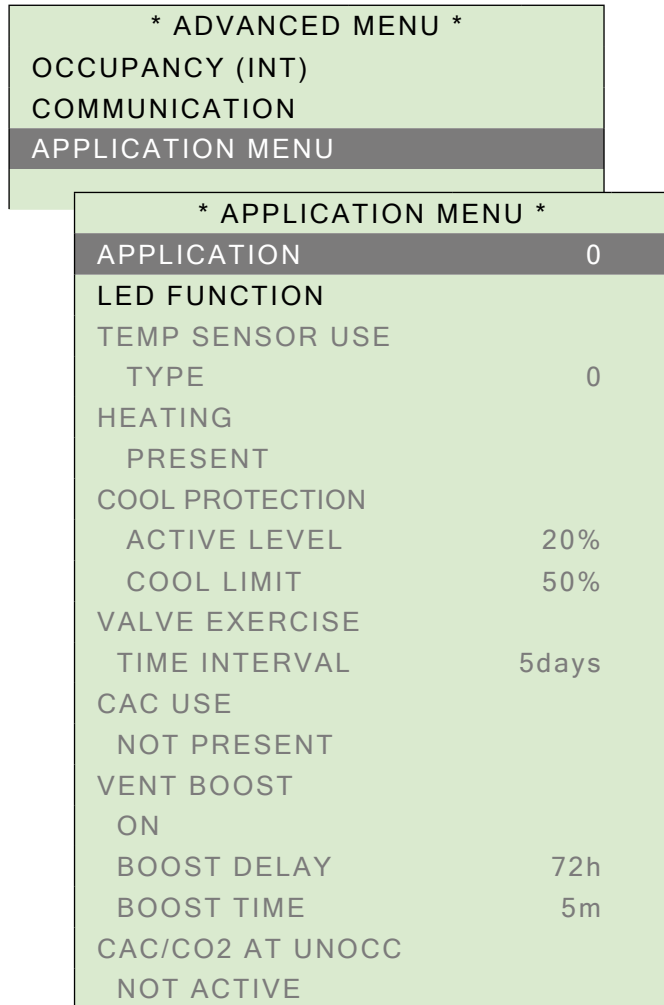 * ADVANCED MENU *
OCCUPANCY (INT)
COMMUNICATION
APPLICATION MENU
* APPLICATION MENU *
APPLICATION 0
LED FUNCTION
TEMP SENSOR USE
TYPE 0
HEATING
PRESENT
COOL PROTECTION
ACTIVE LEVEL 20%
COOL LIMIT 50%
VALVE EXERCISE
TIME INTERVAL 5days
CAC USE
NOT PRESENT
VENT BOOST
ON
BOOST DELAY 72h
BOOST TIME 5m
CAC/CO2 AT UNOCC
NOT ACTIVE